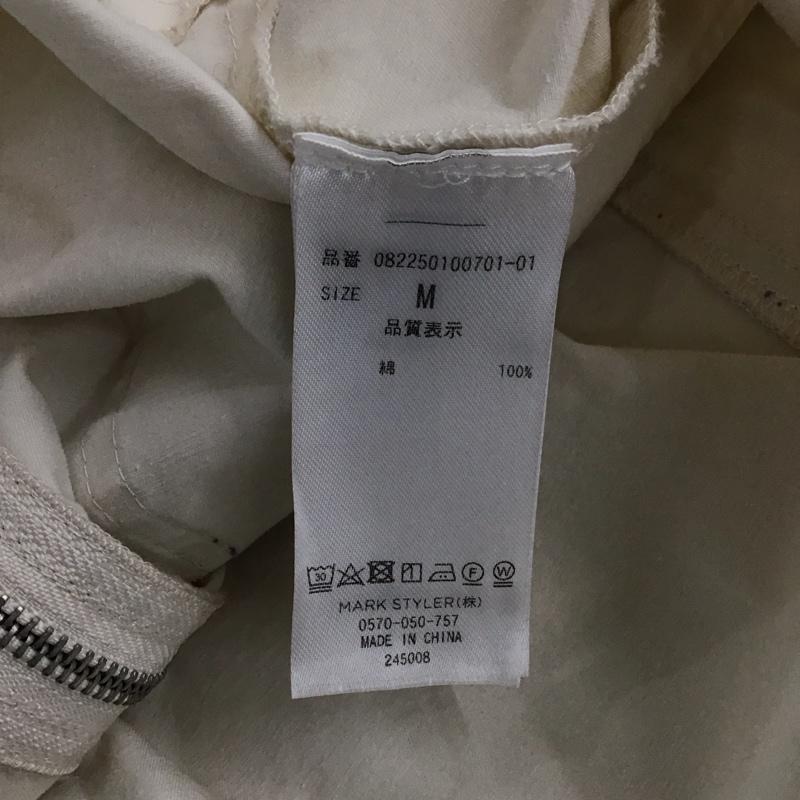 品番 082250100701-01
SIZE M
品質表示
綿 100%
30 F W
MARK STYLER(株)
0570-050-757
MADE IN CHINA
245008